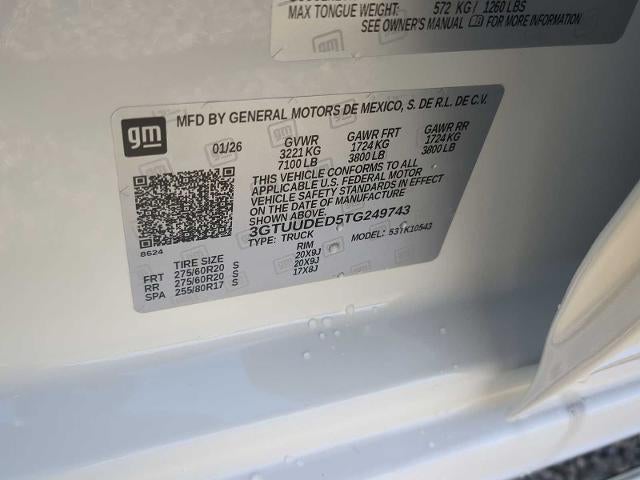 MAX TONGUE WEIGHT: 572 KG / 1260 LBS
SEE OWNER'S MANUAL gm FOR MORE INFORMATION
gm
MFD BY GENERAL MOTORS DE MEXICO, S. DE R.L. DE C.V.
01/26 GVWR GAWR FRT GAWR RR
3221 KG 1724 KG 1724 KG
7100 LB 3800 LB 3800 LB
THIS VEHICLE CONFORMS TO ALL
APPLICABLE U.S. FEDERAL MOTOR
VEHICLE SAFETY STANDARDS IN EFFECT
ON THE DATE OF MANUFACTURE
SHOWN ABOVE.
3GTUUDED5TG249743
TYPE: TRUCK MODEL: 53TK10543
8624
TIRE SIZE RIM
FRT 275/60R20 S 20X9J
RR 275/60R20 S 20X9J
SPA 255/80R17 S 17X8J